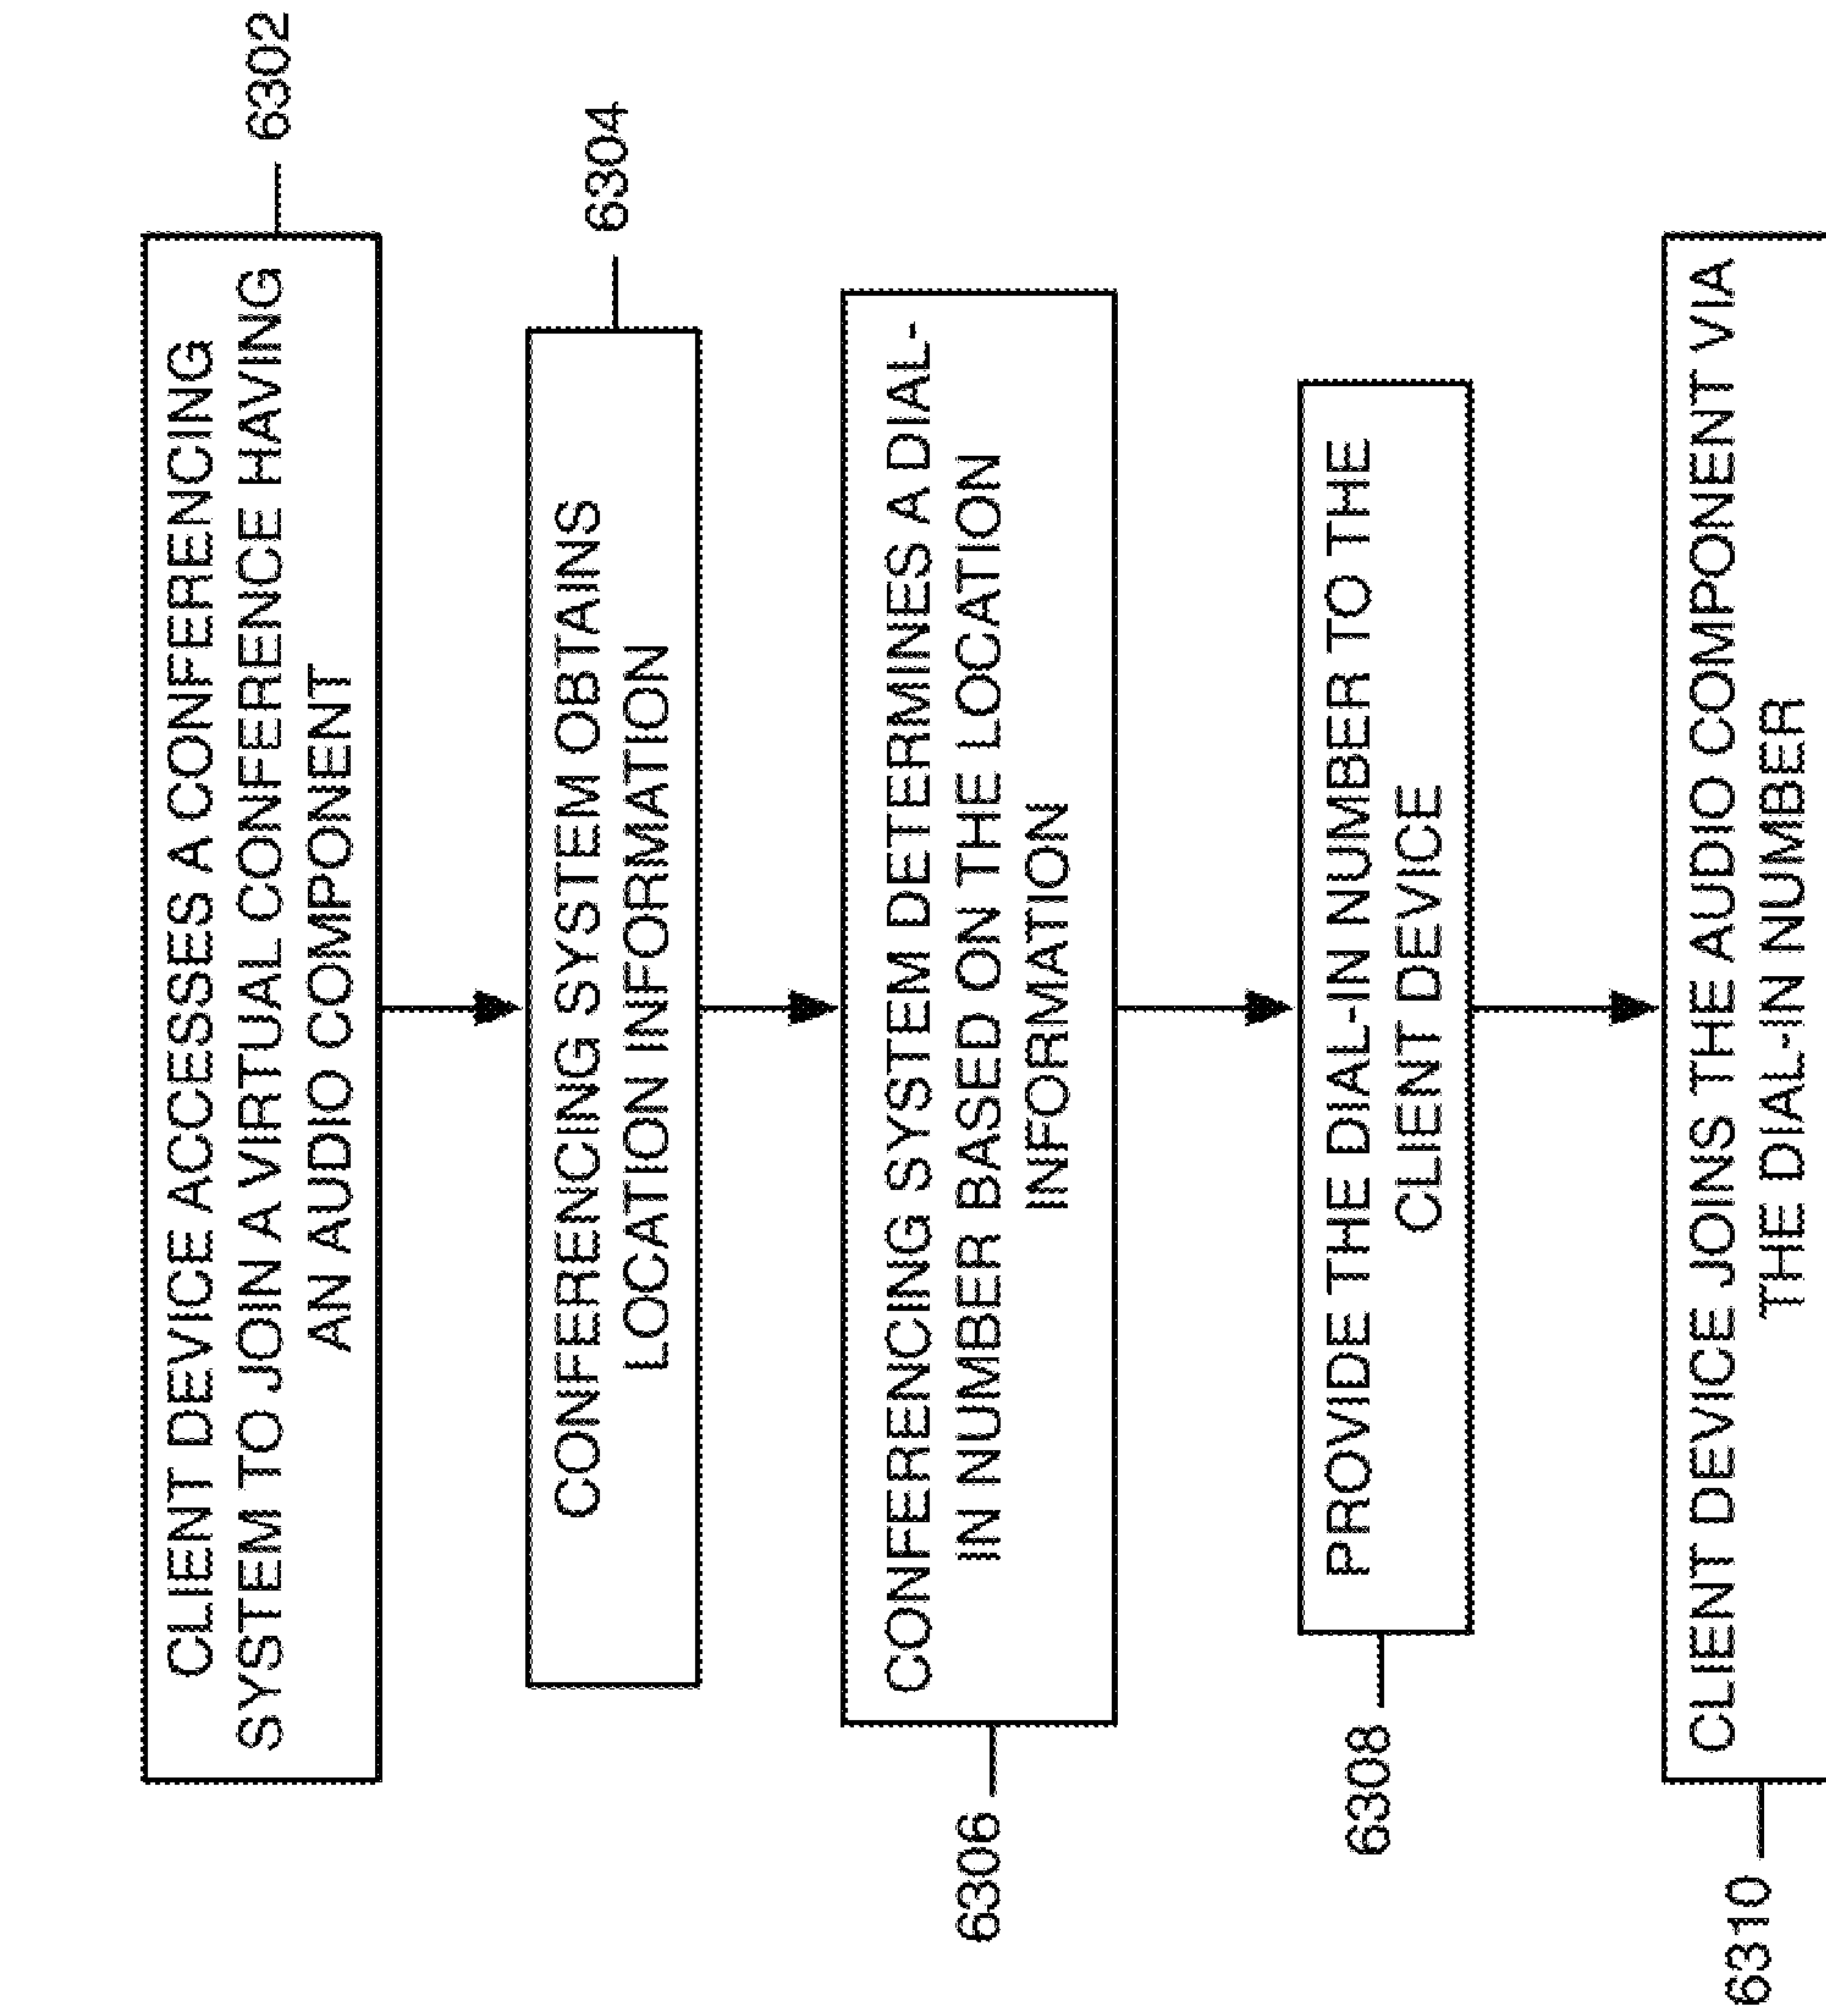 CLIENT DEVICE ACCESSES A CONFERENCING
SYSTEM TO JOIN A VIRTUAL CONFERENCE HAVING
AN AUDIO COMPONENT
6302
CONFERENCING SYSTEM OBTAINS
LOCATION INFORMATION
6304
CONFERENCING SYSTEM DETERMINES A DIAL-
IN NUMBER BASED ON THE LOCATION
INFORMATION
6306
PROVIDE THE DIAL-IN NUMBER TO THE
CLIENT DEVICE
6308
CLIENT DEVICE JOINS THE AUDIO COMPONENT VIA
THE DIAL-IN NUMBER
6310